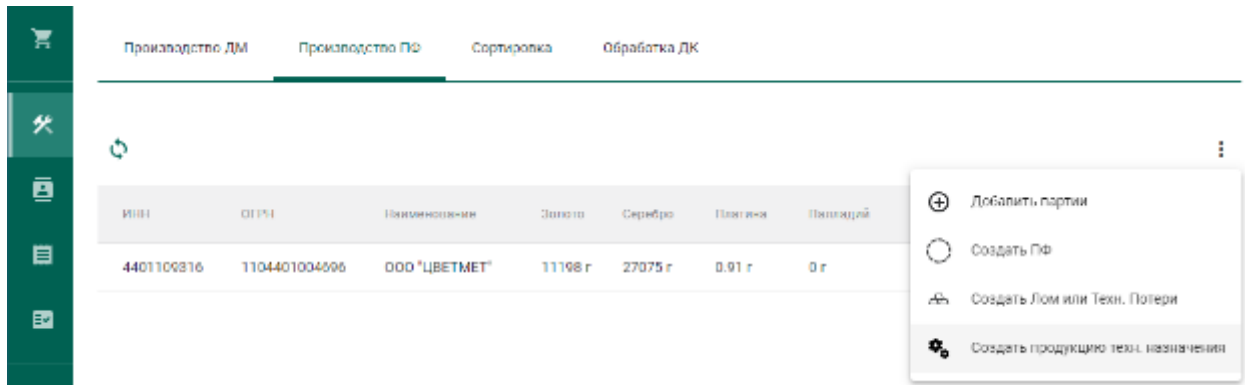 Производство ДМ Производство ПФ Сортировка Обработка ДК
Добавить партии
ИНН ОГРН Наименование Золото Серебро Платина Палладий
Создать ПФ
4401109316 1104401004696 ООО "ЦВЕТМЕТ" 11198 г 27075 г 0.91 г 0 г
Создать Лом или Техн. Потери
Создать продукцию техн. назначения